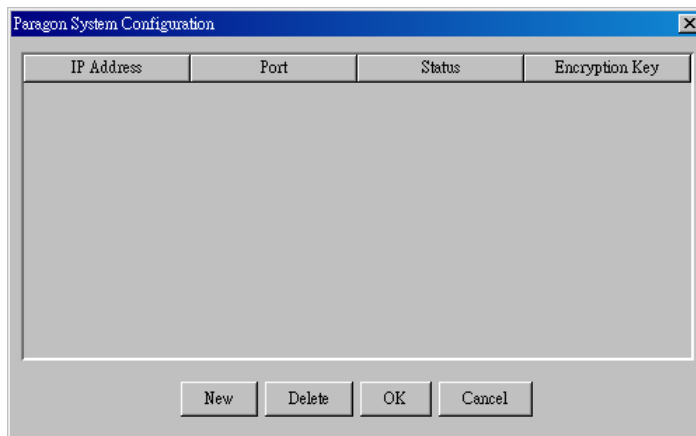 Paragon System Configuration
IP Address Port Status Encryption Key
New Delete OK Cancel